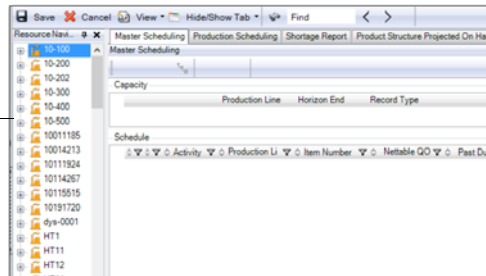 Save Cancel View Hide/Show Tab Find
Resource Navi...
Master Scheduling Production Scheduling Shortage Report Product Structure Projected On Ha
Master Scheduling
10-100
10-200
10-202
10-300
10-400
10-500
10011185
10014213
10111924
10114267
10115515
10191720
dys-0001
HT1
HT11
HT12
Capacity
Production Line Horizon End Record Type
Schedule
Activity Production Li Item Number Nettable QO Past Du